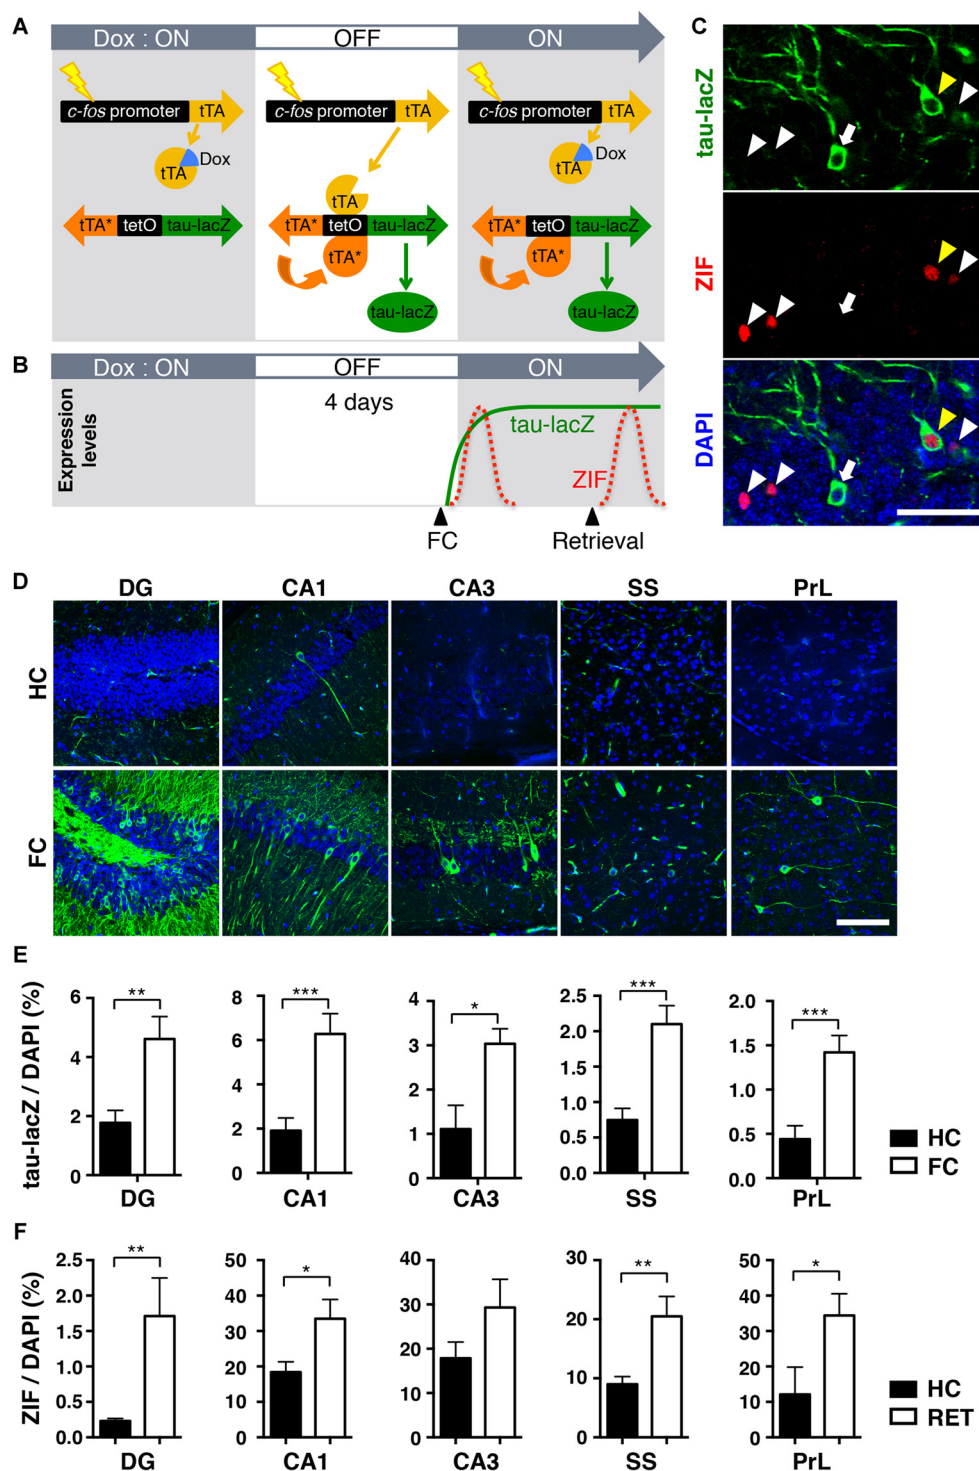 A
Dox : ON OFF ON
c-fos promoter tTA
c-fos promoter tTA
c-fos promoter tTA
tTA Dox
tTA
tTA Dox
tTA* tetO tau-lacZ
tTA* tetO tau-lacZ
tTA* tetO tau-lacZ
tTA*
tTA*
tau-lacZ
tau-lacZ
B
Dox : ON OFF ON
Expression
levels
4 days
tau-lacZ
ZIF
FC
Retrieval
C
tau-lacZ
ZIF
DAPI
D
DG CA1 CA3 SS PrL
HC
FC
E
tau-lacZ / DAPI (%)
6
4
2
0
**
DG
8
6
4
2
0
***
CA1
4
3
2
1
0
*
CA3
2.5
2.0
1.5
1.0
0.5
0.0
***
SS
2.0
1.5
1.0
0.5
0.0
***
PrL
HC
FC
F
ZIF / DAPI (%)
2.5
2.0
1.5
1.0
0.5
0.0
**
DG
50
40
30
20
10
0
*
CA1
40
30
20
10
0
CA3
30
20
10
0
**
SS
50
40
30
20
10
0
*
PrL
HC
RET